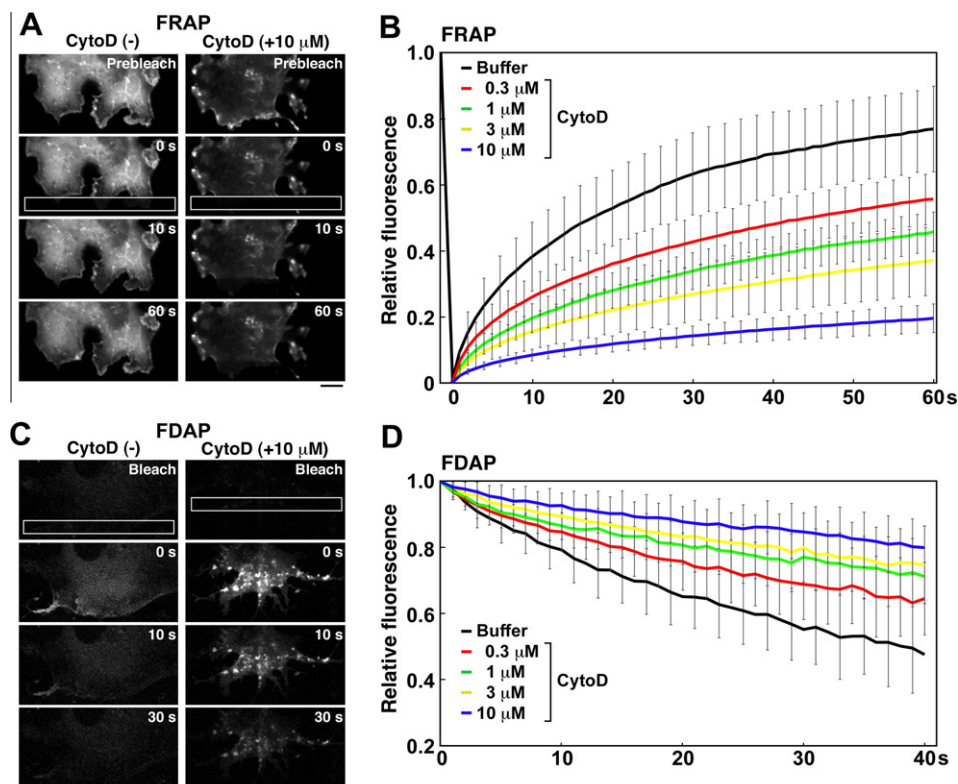 A
FRAP
CytoD (-)
CytoD (+10 μM)
Prebleach
Prebleach
0 s
0 s
10 s
10 s
60 s
60 s
B
FRAP
Relative fluorescence
1.0
0.8
0.6
0.4
0.2
0
Buffer
0.3 μM
1 μM
3 μM
10 μM
CytoD
0
10
20
30
40
50
60 s
C
FDAP
CytoD (-)
CytoD (+10 μM)
Bleach
Bleach
0 s
0 s
10 s
10 s
30 s
30 s
D
FDAP
Relative fluorescence
1.0
0.8
0.6
0.4
0.2
Buffer
0.3 μM
1 μM
3 μM
10 μM
CytoD
0
10
20
30
40 s